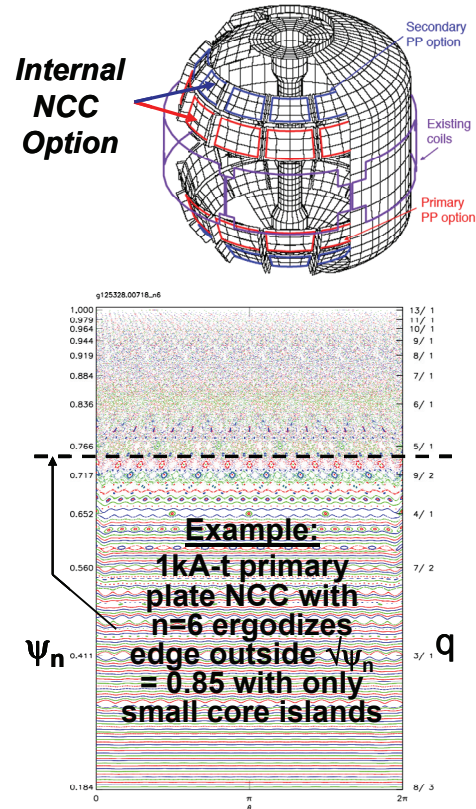 Internal
NCC
Option
Secondary
PP option
Existing
coils
Primary
PP option
g125328.00718_n6
1.000
0.979
0.964
0.944
0.919
0.884
0.836
0.766
0.717
0.652
0.560
0.411
0.184
13/ 1
11/ 1
10/ 1
9/ 1
8/ 1
7/ 1
6/ 1
5/ 1
9/ 2
4/ 1
7/ 2
3/ 1
8/ 3
Example:
1kA-t primary
plate NCC with
n=6 ergodizes
edge outside √ψn
= 0.85 with only
small core islands
ψn
q
0
π
2π
θ